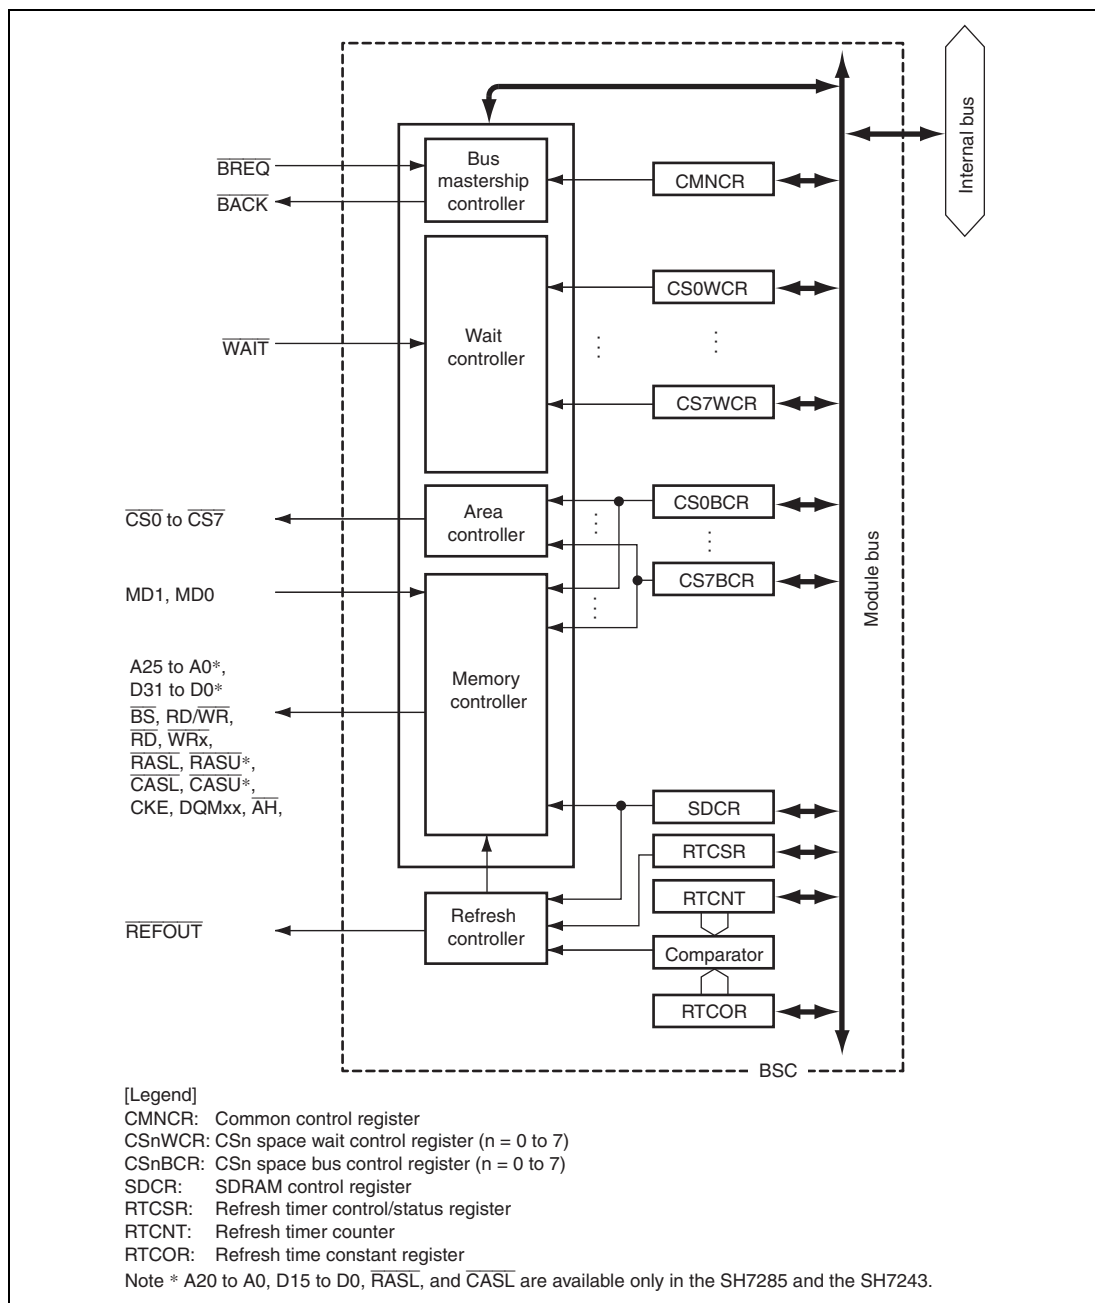 Internal bus
Bus
mastership
controller
BREQ
BACK
CMNCR
CS0WCR
Wait
controller
WAIT
CS7WCR
CS0BCR
Area
controller
CS0 to CS7
CS7BCR
Module bus
MD1, MD0
Memory
controller
A25 to A0*,
D31 to D0*
BS, RD/WR,
RD, WRx,
RASL, RASU*,
CASL, CASU*,
CKE, DQMxx, AH,
SDCR
RTCSR
RTCNT
Refresh
controller
REFOUT
Comparator
RTCOR
BSC
[Legend]
CMNCR: Common control register
CSnWCR: CSn space wait control register (n = 0 to 7)
CSnBCR: CSn space bus control register (n = 0 to 7)
SDCR: SDRAM control register
RTCSR: Refresh timer control/status register
RTCNT: Refresh timer counter
RTCOR: Refresh time constant register
Note * A20 to A0, D15 to D0, RASL, and CASL are available only in the SH7285 and the SH7243.